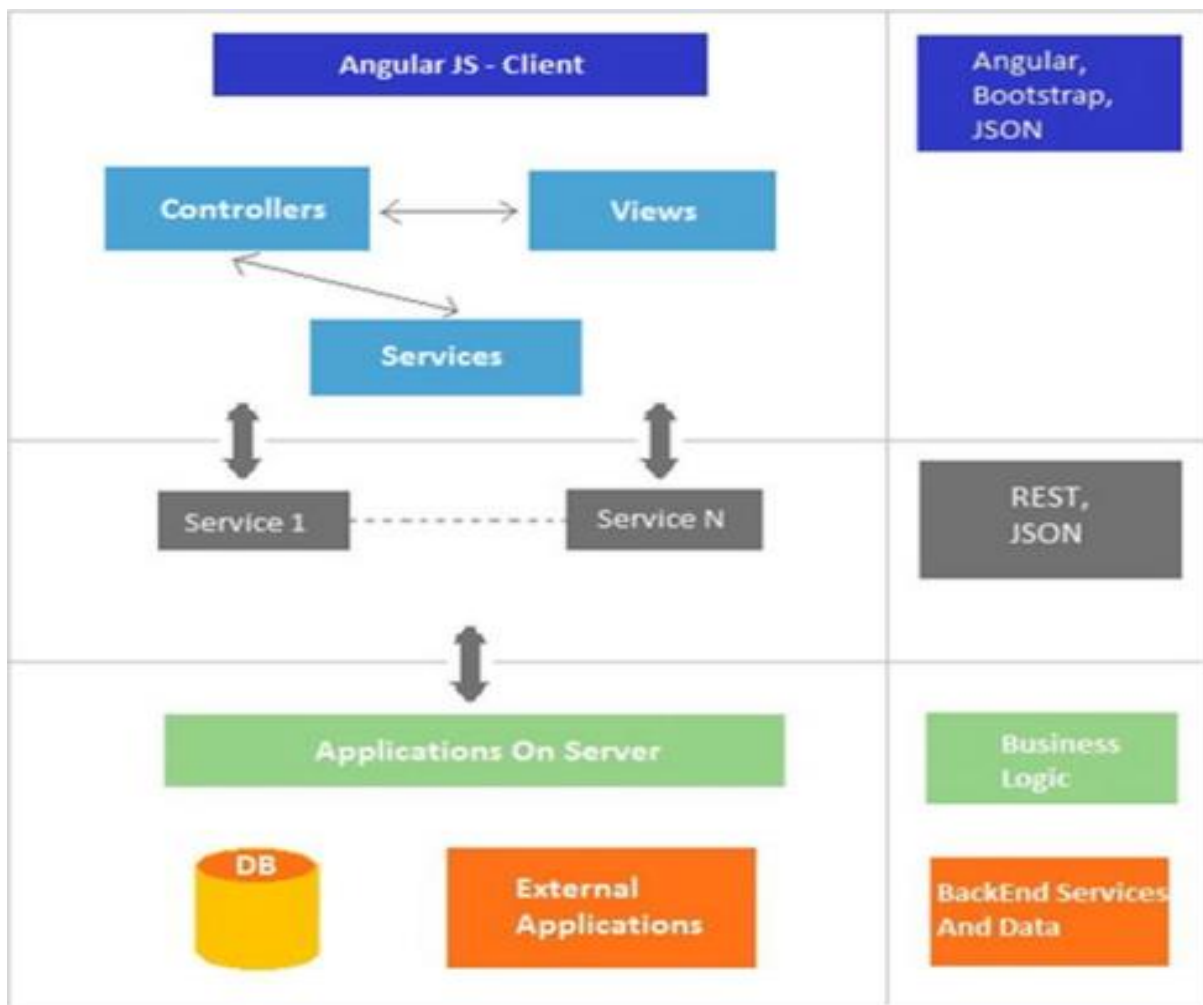 Angular JS - Client
Angular,
Bootstrap,
JSON
Controllers
Views
Services
Service 1
Service N
REST,
JSON
Applications On Server
Business
Logic
DB
External
Applications
BackEnd Services
And Data